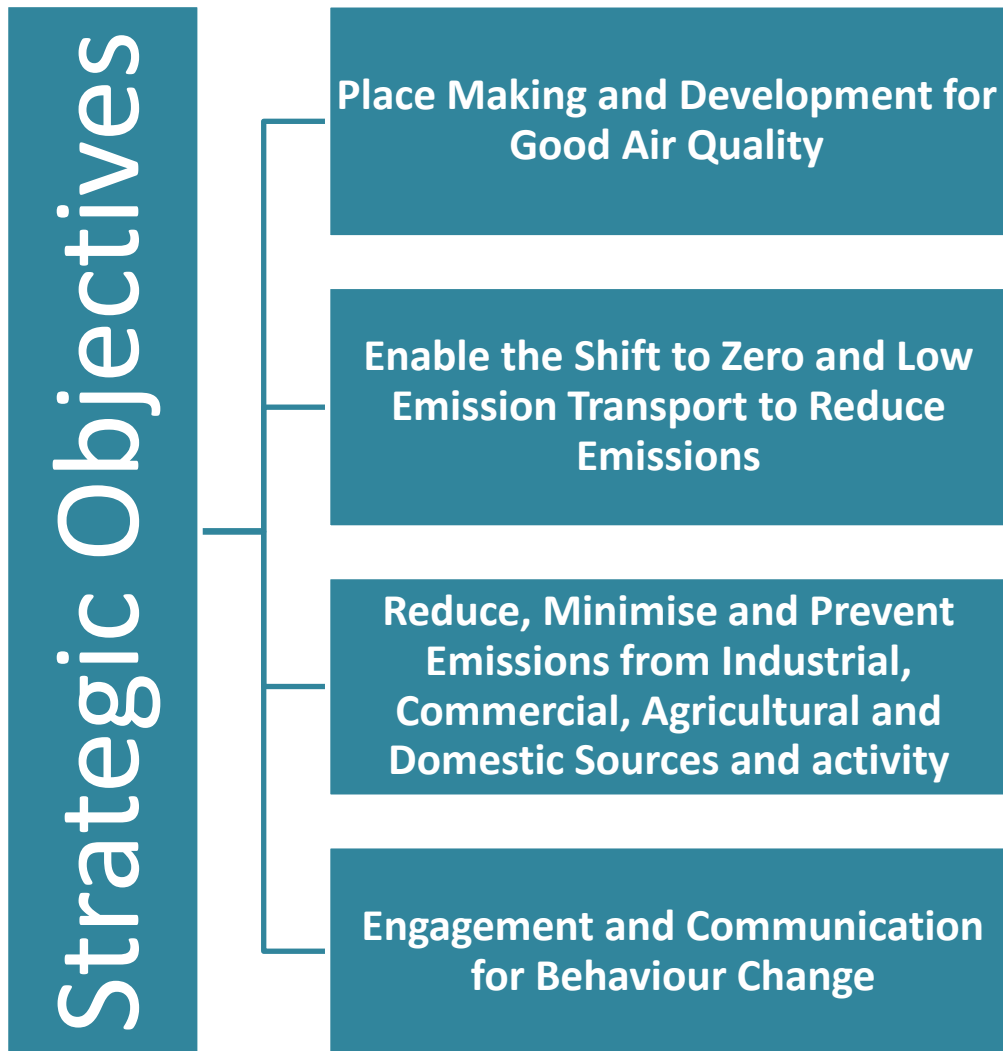 Strategic Objectives
Place Making and Development for
Good Air Quality
Enable the Shift to Zero and Low
Emission Transport to Reduce
Emissions
Reduce, Minimise and Prevent
Emissions from Industrial,
Commercial, Agricultural and
Domestic Sources and activity
Engagement and Communication
for Behaviour Change